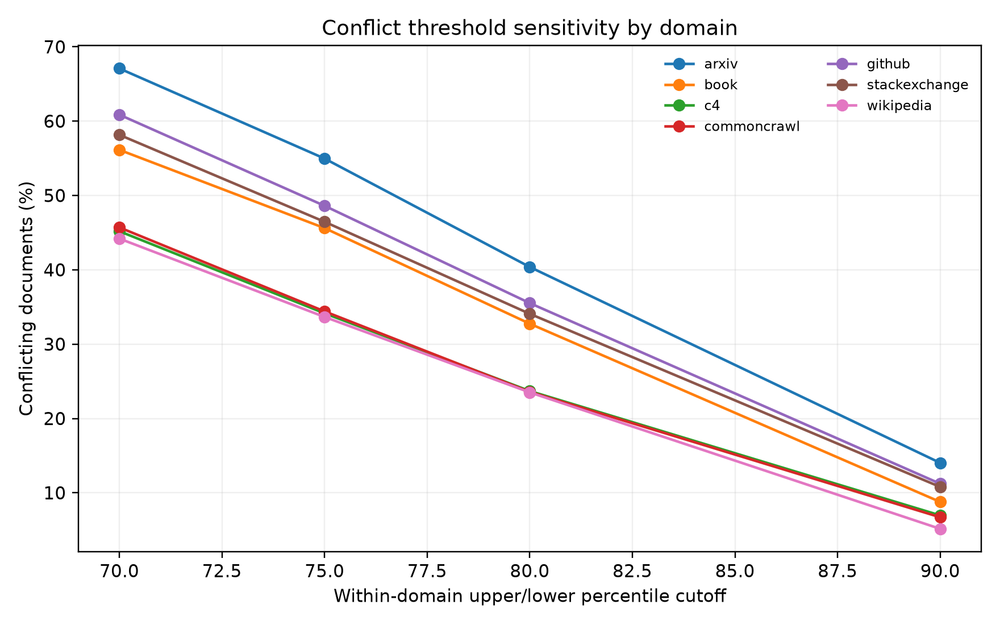 Conflict threshold sensitivity by domain
70
60
50
40
30
20
10
Conflicting documents (%)
arxiv
book
c4
commoncrawl
github
stackexchange
wikipedia
70.0 72.5 75.0 77.5 80.0 82.5 85.0 87.5 90.0
Within-domain upper/lower percentile cutoff